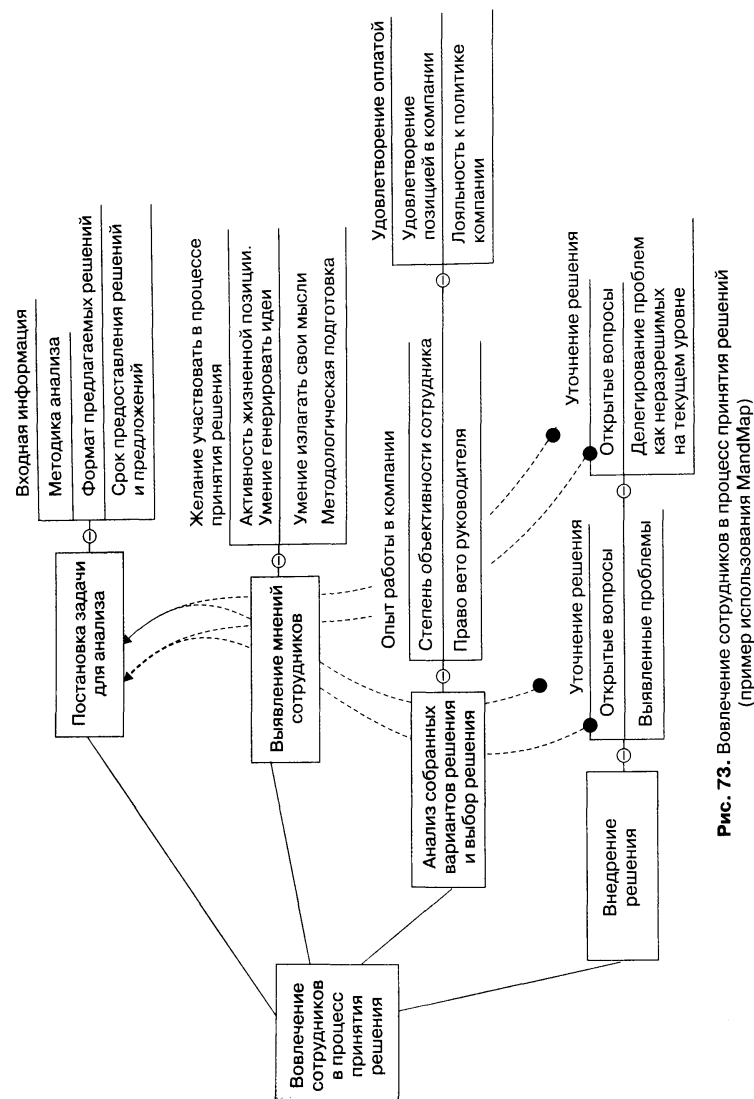 Вовлечение
сотрудников
в процесс
принятия
решения
Постановка задачи
для анализа
Входная информация
Методика анализа
Формат предлагаемых решений
Срок предоставления решений
и предложений
Выявление мнений
сотрудников
Желание участвовать в процессе
принятия решения
Активность жизненной позиции.
Умение генерировать идеи
Умение излагать свои мысли
Методологическая подготовка
Анализ собранных
вариантов решения
и выбор решения
Опыт работы в компании
Степень объективности сотрудника
Право вето руководителя
Удовлетворение оплатой
Удовлетворение
позицией в компании
Лояльность к политике
компании
Внедрение
решения
Уточнение решения
Открытые вопросы
Выявленные проблемы
Уточнение решения
Открытые вопросы
Делегирование проблем
как неразрешимых
на текущем уровне
Рис. 73. Вовлечение сотрудников в процесс принятия решений
(пример использования MandMap)